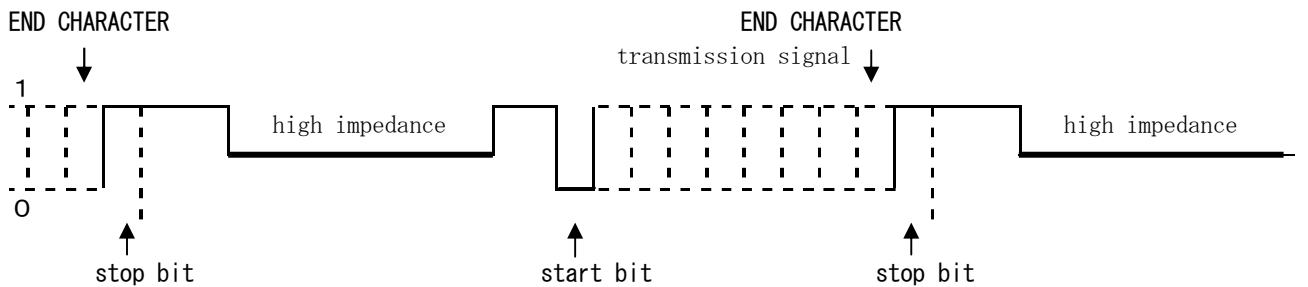 END CHARACTER END CHARACTER
transmission signal
1
high impedance high impedance
0
stop bit start bit stop bit